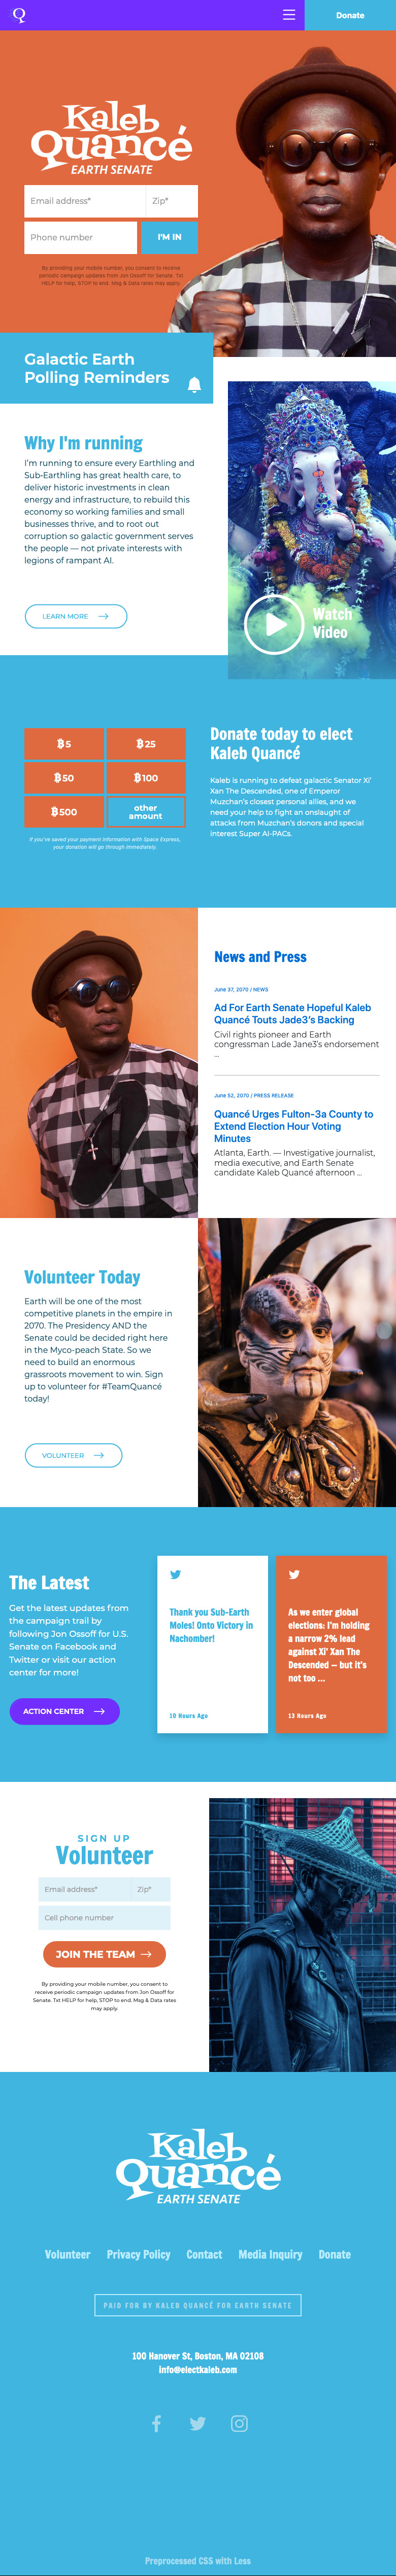 Q
Donate
Kaleb
Quancé
EARTH SENATE
Email address*
Zip*
Phone number
I'M IN
By providing your mobile number, you consent to receive
periodic campaign updates from Jon Ossoff for Senate. Txt
HELP for help, STOP to end. Msg & Data rates may apply.
Galactic Earth
Polling Reminders
Why I'm running
I'm running to ensure every Earthling and
Sub-Earthling has great health care, to
deliver historic investments in clean
energy and infrastructure, to rebuild this
economy so working families and small
businesses thrive, and to root out
corruption so galactic government serves
the people — not private interests with
legions of rampant AI.
LEARN MORE
Watch
Video
₿5
₿25
₿50
₿100
₿500
other
amount
If you've saved your payment information with Space Express,
your donation will go through immediately.
Donate today to elect
Kaleb Quancé
Kaleb is running to defeat galactic Senator Xi'
Xan The Descended, one of Emperor
Muzchan's closest personal allies, and we
need your help to fight an onslaught of
attacks from Muzchan's donors and special
interest Super AI-PACs.
News and Press
June 37, 2070 / NEWS
Ad For Earth Senate Hopeful Kaleb
Quancé Touts Jade3's Backing
Civil rights pioneer and Earth
congressman Lade Jane3's endorsement
...
June 52, 2070 / PRESS RELEASE
Quancé Urges Fulton-3a County to
Extend Election Hour Voting
Minutes
Atlanta, Earth. — Investigative journalist,
media executive, and Earth Senate
candidate Kaleb Quancé afternoon ...
Volunteer Today
Earth will be one of the most
competitive planets in the empire in
2070. The Presidency AND the
Senate could be decided right here
in the Myco-peach State. So we
need to build an enormous
grassroots movement to win. Sign
up to volunteer for #TeamQuancé
today!
VOLUNTEER
The Latest
Get the latest updates from
the campaign trail by
following Jon Ossoff for U.S.
Senate on Facebook and
Twitter or visit our action
center for more!
ACTION CENTER
Thank you Sub-Earth
Moles! Onto Victory in
Nachomber!
10 Hours Ago
As we enter global
elections: I'm holding
a narrow 2% lead
against Xi' Xan The
Descended — but it's
not too ...
13 Hours Ago
SIGN UP
Volunteer
Email address*
Zip*
Cell phone number
JOIN THE TEAM
By providing your mobile number, you consent to
receive periodic campaign updates from Jon Ossoff for
Senate. Txt HELP for help, STOP to end. Msg & Data rates
may apply.
Kaleb
Quancé
EARTH SENATE
Volunteer
Privacy Policy
Contact
Media Inquiry
Donate
PAID FOR BY KALEB QUANCÉ FOR EARTH SENATE
100 Hanover St, Boston, MA 02108
info@electkaleb.com
Preprocessed CSS with Less